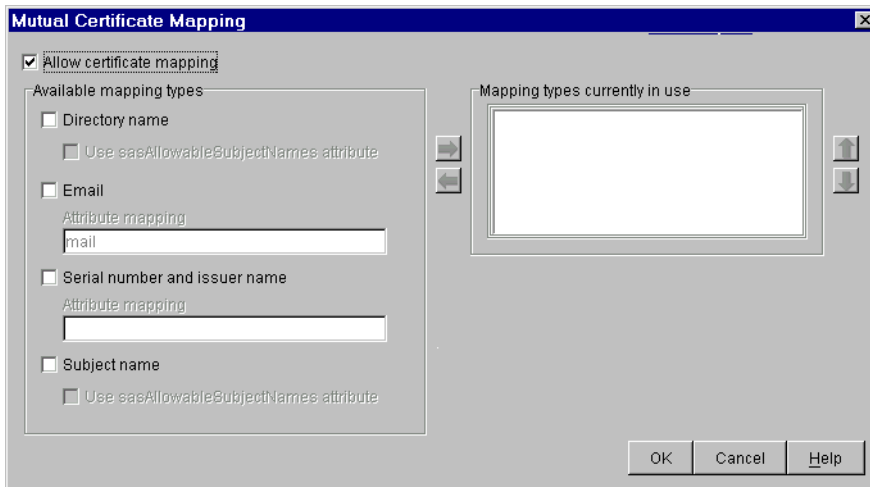 Mutual Certificate Mapping
Allow certificate mapping
Available mapping types
Directory name
Use sasAllowableSubjectNames attribute
Email
Attribute mapping
mail
Serial number and issuer name
Attribute mapping
Subject name
Use sasAllowableSubjectNames attribute
Mapping types currently in use
OK
Cancel
Help